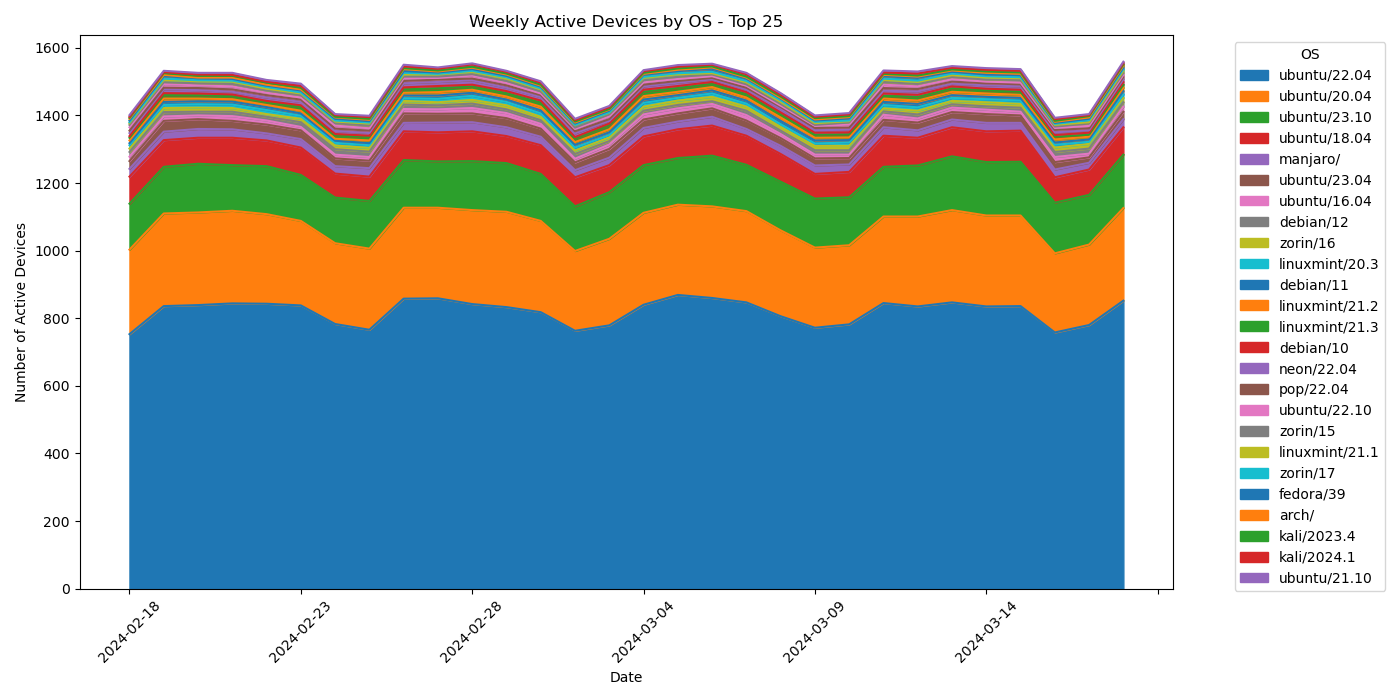 Weekly Active Devices by OS - Top 25
Number of Active Devices
1600
1400
1200
1000
800
600
400
200
0
2024-02-18
2024-02-23
2024-02-28
2024-03-04
2024-03-09
2024-03-14
Date
OS
ubuntu/22.04
ubuntu/20.04
ubuntu/23.10
ubuntu/18.04
manjaro/
ubuntu/23.04
ubuntu/16.04
debian/12
zorin/16
linuxmint/20.3
debian/11
linuxmint/21.2
linuxmint/21.3
debian/10
neon/22.04
pop/22.04
ubuntu/22.10
zorin/15
linuxmint/21.1
zorin/17
fedora/39
arch/
kali/2023.4
kali/2024.1
ubuntu/21.10